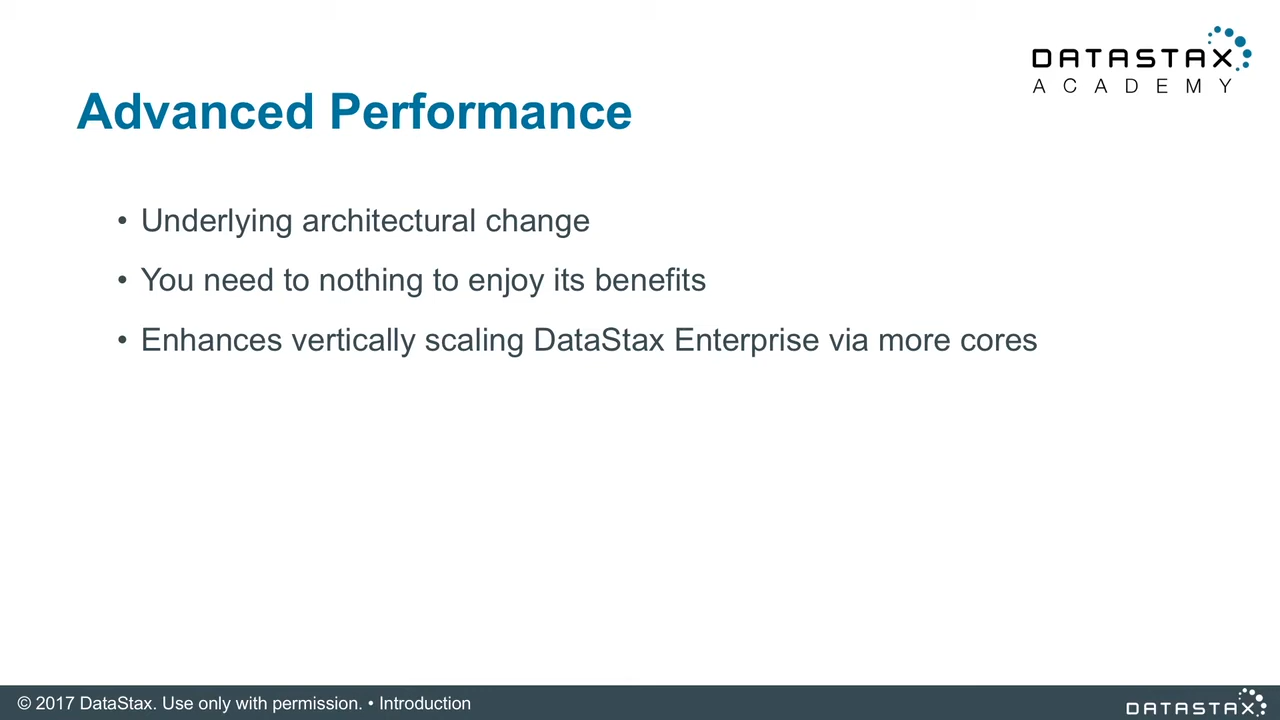 DATASTAX
ACADEMY
Advanced Performance
• Underlying architectural change
• You need to nothing to enjoy its benefits
• Enhances vertically scaling DataStax Enterprise via more cores
© 2017 DataStax. Use only with permission. • Introduction
DATASTAX